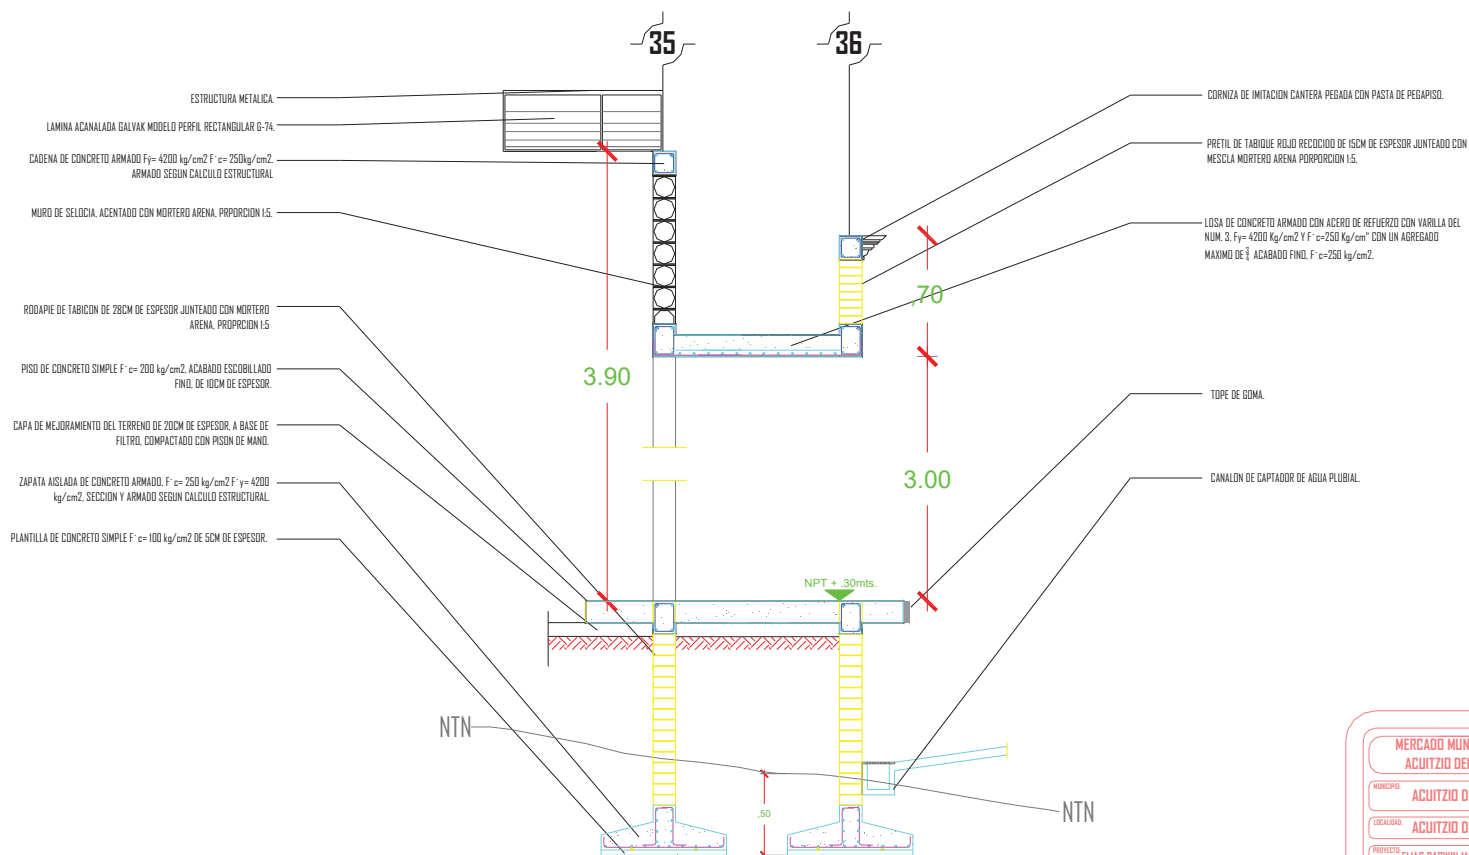 35
36
ESTRUCTURA METALICA.
LAMINA ACANALADA GALVAK MODELO PERFIL RECTANGULAR G-74.
CADENA DE CONCRETO ARMADO Fy= 4200 kg/cm2 F´c= 250kg/cm2,
ARMADO SEGUN CALCULO ESTRUCTURAL
MURO DE SELOCIA, ACENTADO CON MORTERO ARENA, PRPORCION 1:5.
RODAPIE DE TABICON DE 28CM DE ESPESOR JUNTEADO CON MORTERO
ARENA, PROPRCION 1:5
PISO DE CONCRETO SIMPLE F´c= 200 kg/cm2, ACABADO ESCOBILLADO
FINO, DE 10CM DE ESPESOR.
CAPA DE MEJORAMIENTO DEL TERRENO DE 20CM DE ESPESOR, A BASE DE
FILTRO, COMPACTADO CON PISON DE MANO.
ZAPATA AISLADA DE CONCRETO ARMADO, F´c= 250 kg/cm2 F´y= 4200
kg/cm2, SECCION Y ARMADO SEGUN CALCULO ESTRUCTURAL.
PLANTILLA DE CONCRETO SIMPLE F´c= 100 kg/cm2 DE 5CM DE ESPESOR.
CORNIZA DE IMITACION CANTERA PEGADA CON PASTA DE PEGAPISO.
PRETIL DE TABIQUE ROJO RECOCIDO DE 15CM DE ESPESOR JUNTEADO CON
MESCLA MORTERO ARENA PORPORCION 1:5.
LOSA DE CONCRETO ARMADO CON ACERO DE REFUERZO CON VARILLA DEL
NUM. 3, Fy= 4200 Kg/cm2 Y F´c=250 Kg/cm" CON UN AGREGADO
MAXIMO DE ¾ ACABADO FINO, F´c=250 kg/cm2.
TOPE DE GOMA.
CANALON DE CAPTADOR DE AGUA PLUBIAL.
,70
3.90
3.00
NPT + .30mts.
NTN
,50
NTN
MERCADO MUN
ACUITZIO DE
MUNICIPIO:
ACUITZIO D
LOCALIDAD:
ACUITZIO D
PROYECTO: